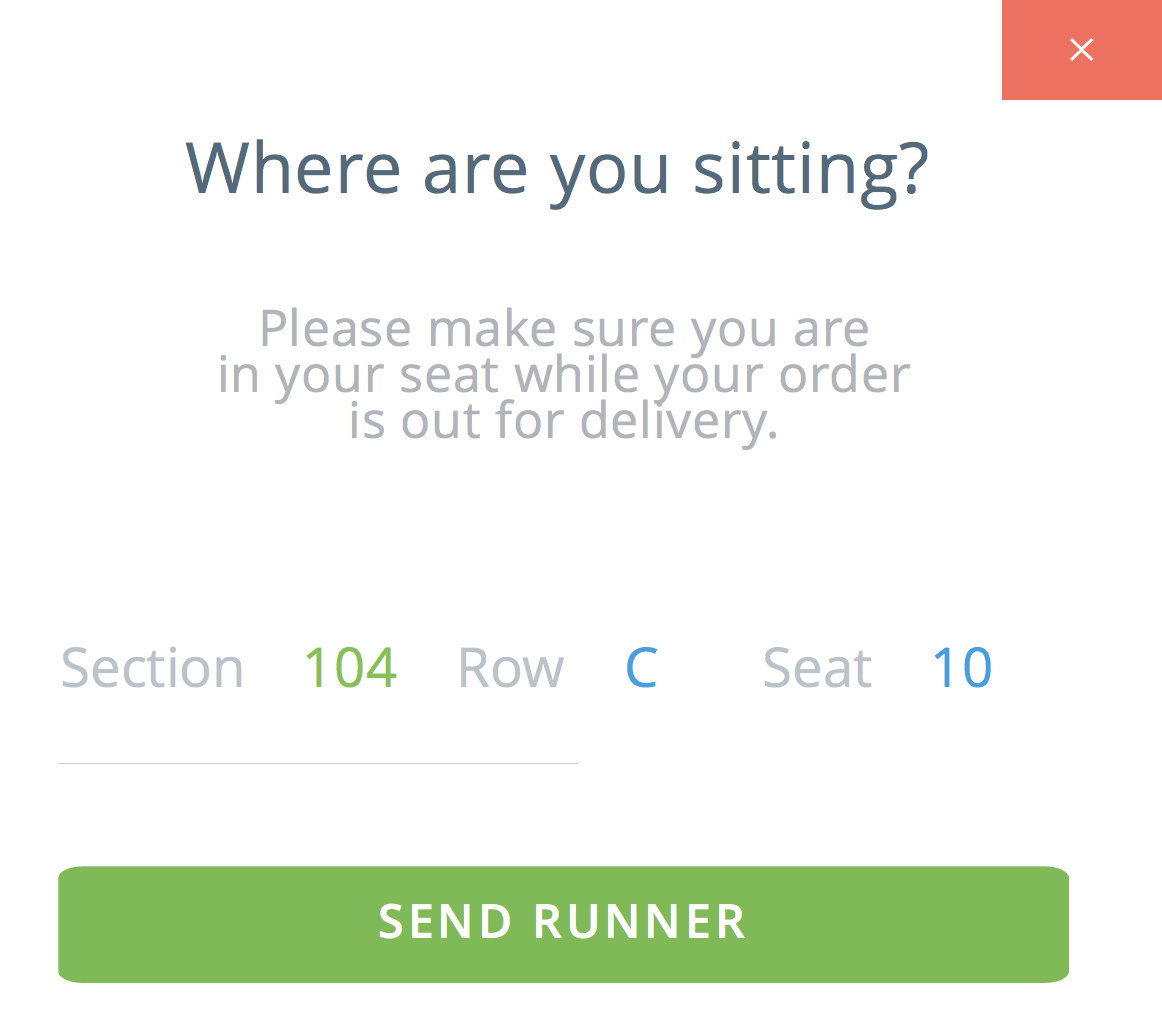 Where are you sitting?
Please make sure you are
in your seat while your order
is out for delivery.
Section 104 Row C Seat 10
SEND RUNNER